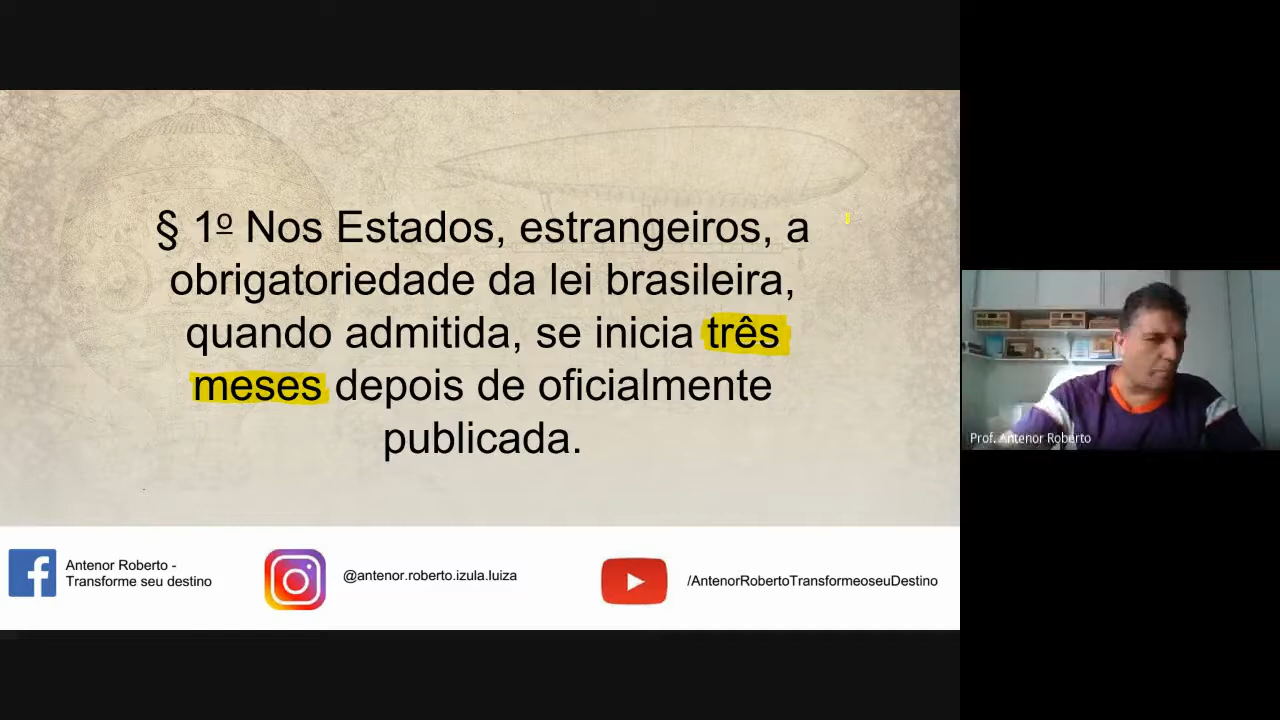 § 1º Nos Estados, estrangeiros, a
obrigatoriedade da lei brasileira,
quando admitida, se inicia três
meses depois de oficialmente
publicada.
Prof. Antenor Roberto
Antenor Roberto -
Transforme seu destino
@antenor.roberto.izula.luiza
/AntenorRobertoTransformeoseuDestino